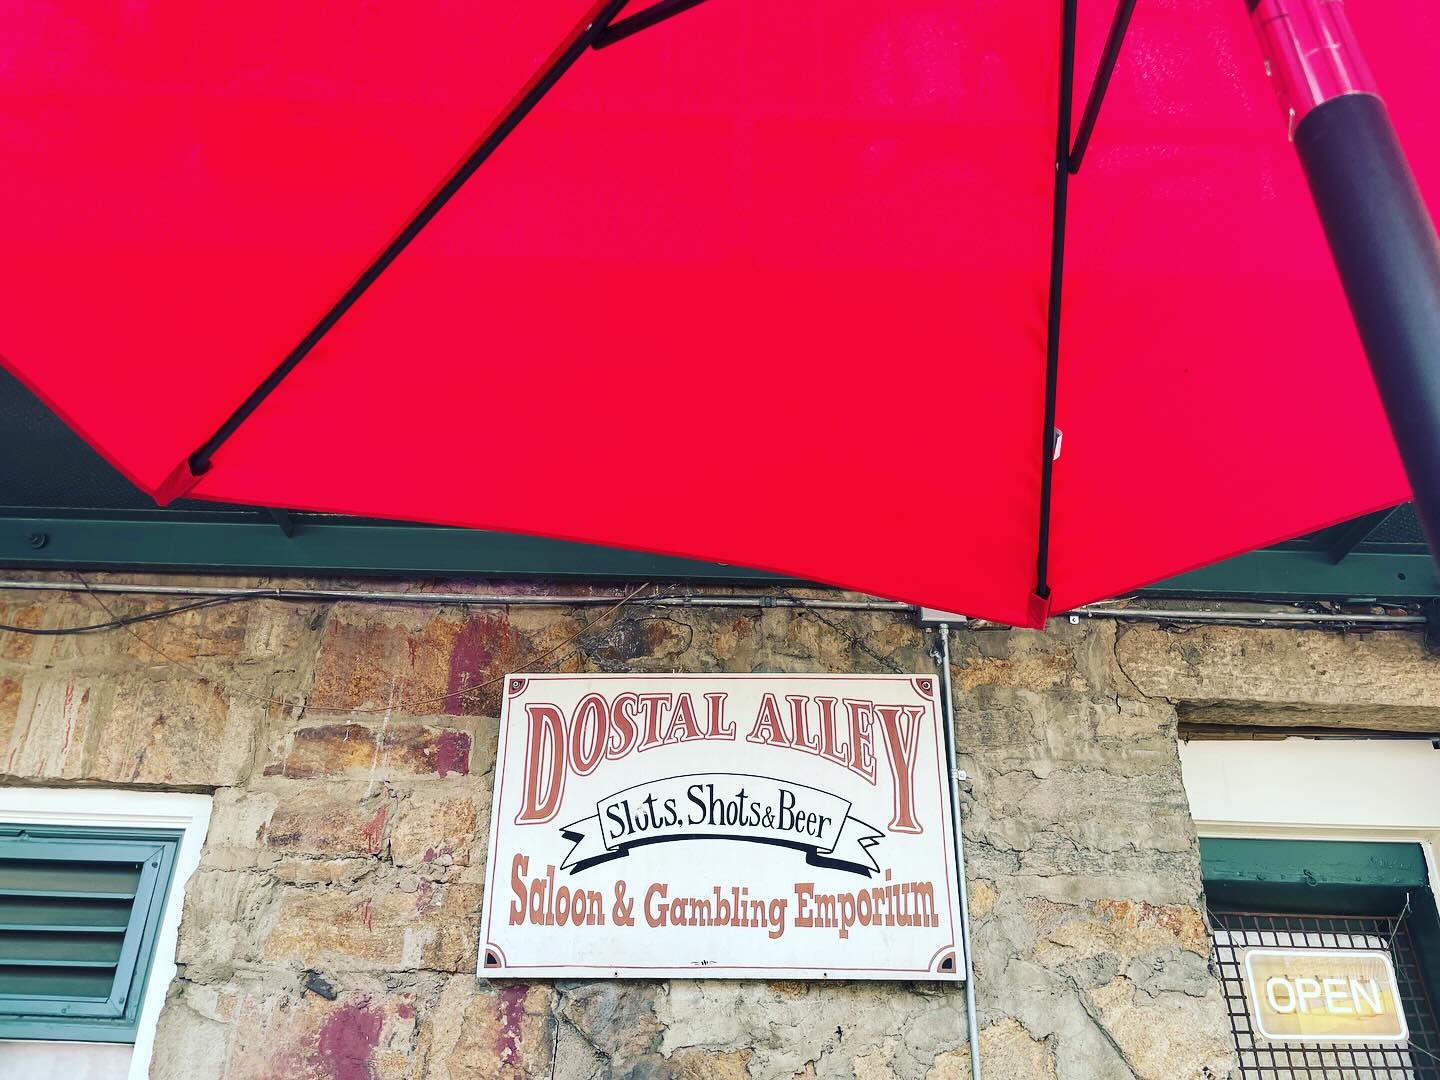 DOSTAL ALLEY
Slots, Shots & Beer
Saloon & Gambling Emporium
OPEN